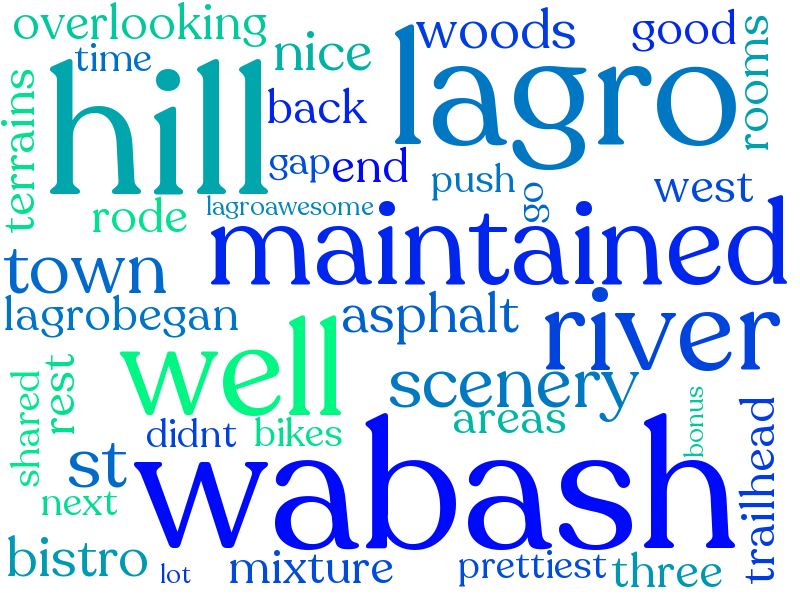 overlooking
time
nice
woods
good
rooms
lagro
hill
terrains
back
gap
end
push
go
west
rode
lagroawesome
maintained
town
lagrobegan
asphalt
river
well
scenery
shared
rest
areas
bonus
didnt
bikes
st
wabash
trailhead
next
bistro
lot
mixture
prettiest
three